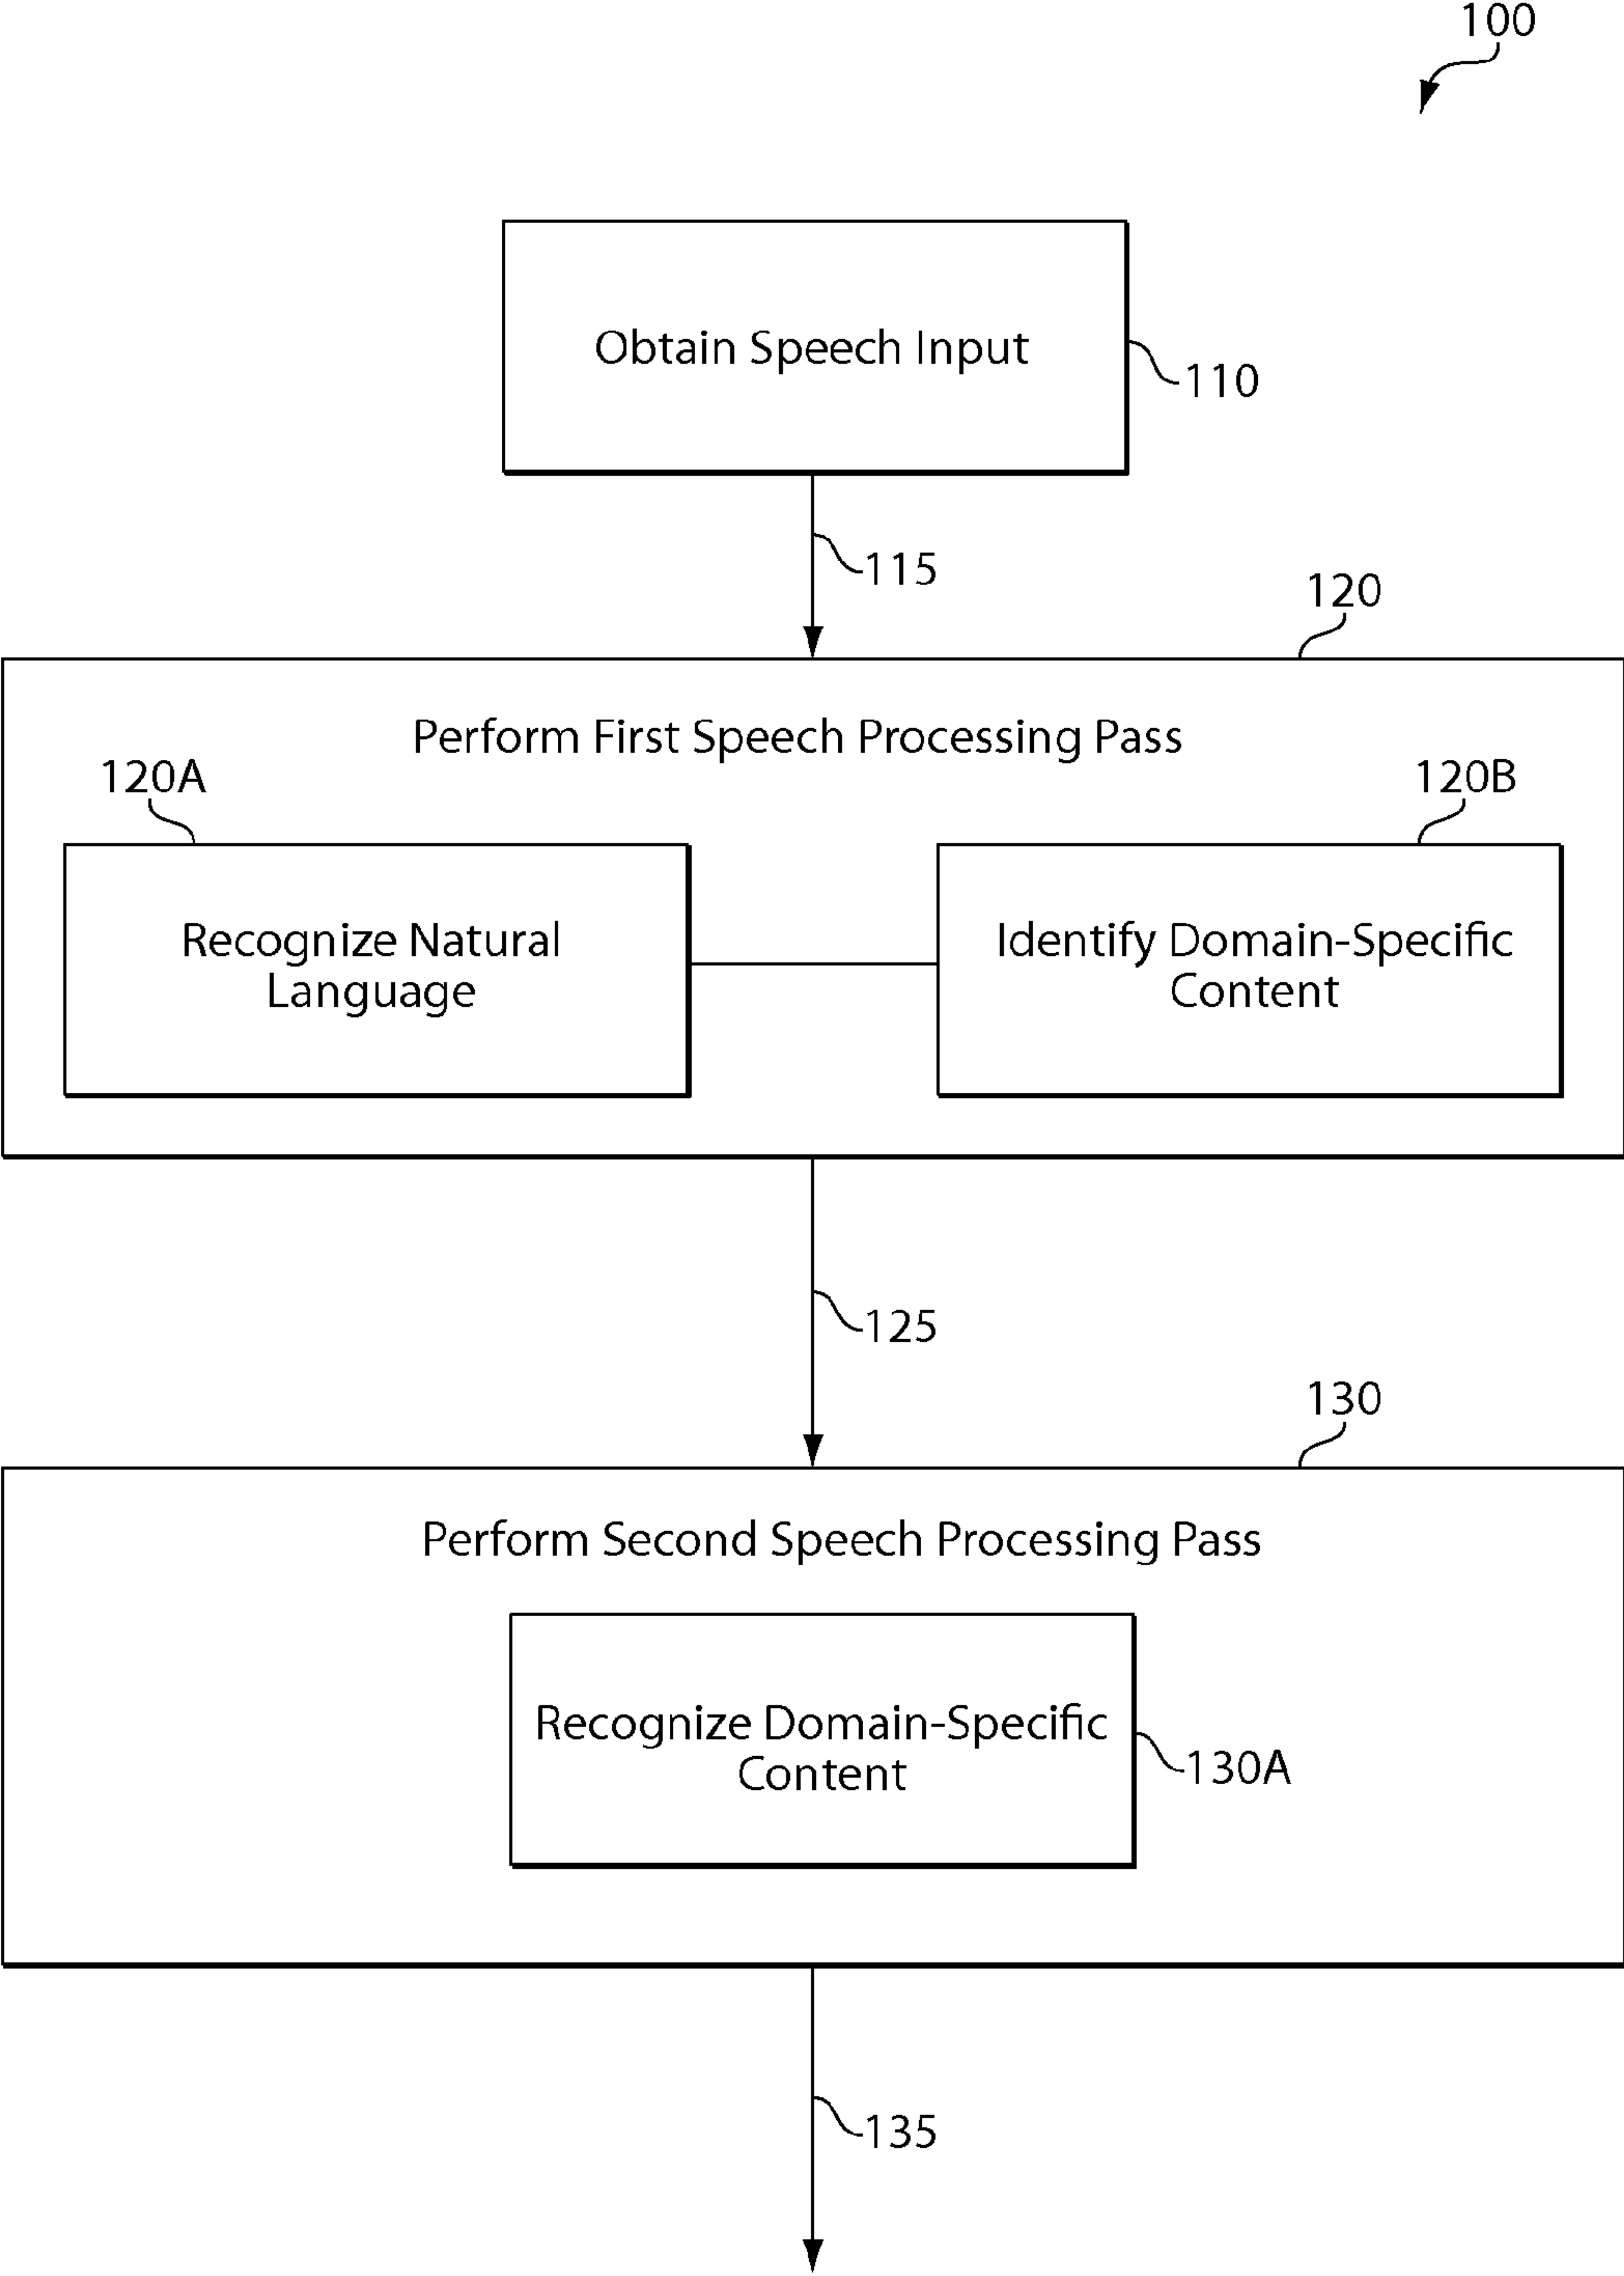 100
Obtain Speech Input
110
115
120
Perform First Speech Processing Pass
120A
120B
Recognize Natural
Language
Identify Domain-Specific
Content
125
130
Perform Second Speech Processing Pass
Recognize Domain-Specific
Content
130A
135